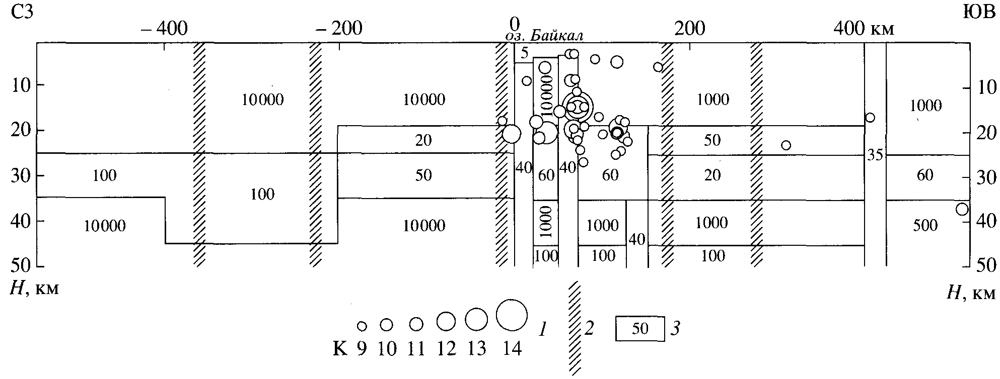 СЗ ЮВ
– 400 – 200 0 200 400 км
оз. Байкал
5
10 10000 10000 10000 1000 1000 10
20 20 50 20
35
30 100 50 40 60 40 60 20 60 30
100
40 10000 10000 1000 1000 40 1000 500 40
50 100 100 100 50
H, км H, км
1 2 50 3
К 9 10 11 12 13 14